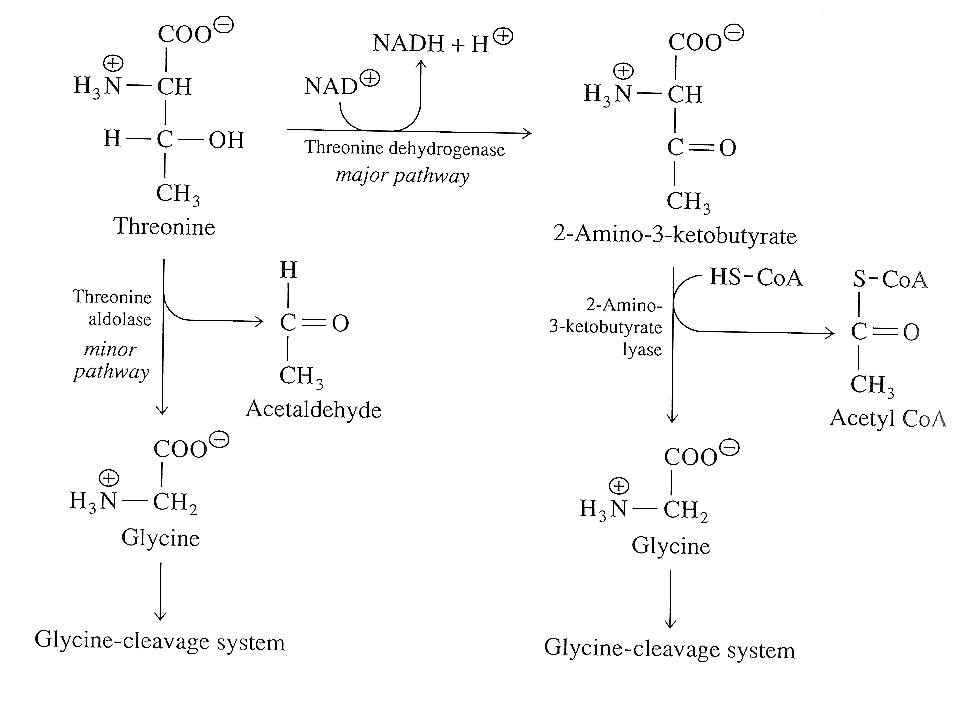 COO⊖
H₃N⊕—CH
H—C—OH
CH₃
Threonine
NAD⊕
NADH + H⊕
Threonine dehydrogenase
major pathway
COO⊖
H₃N⊕—CH
C=O
CH₃
2-Amino-3-ketobutyrate
Threonine
aldolase
minor
pathway
H
C=O
CH₃
Acetaldehyde
HS-CoA
2-Amino-
3-ketobutyrate
lyase
S-CoA
C=O
CH₃
Acetyl CoA
COO⊖
H₃N⊕—CH₂
Glycine
Glycine-cleavage system
COO⊖
H₃N⊕—CH₂
Glycine
Glycine-cleavage system